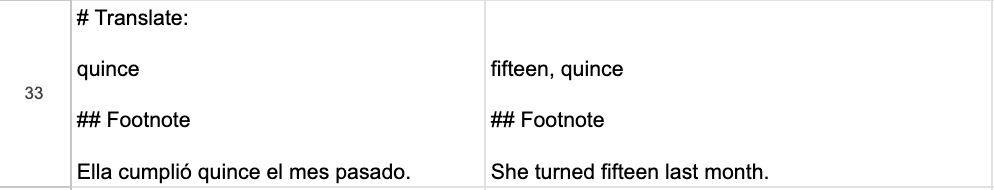 # Translate:
quince
fifteen, quince
33
## Footnote
## Footnote
Ella cumplió quince el mes pasado.
She turned fifteen last month.